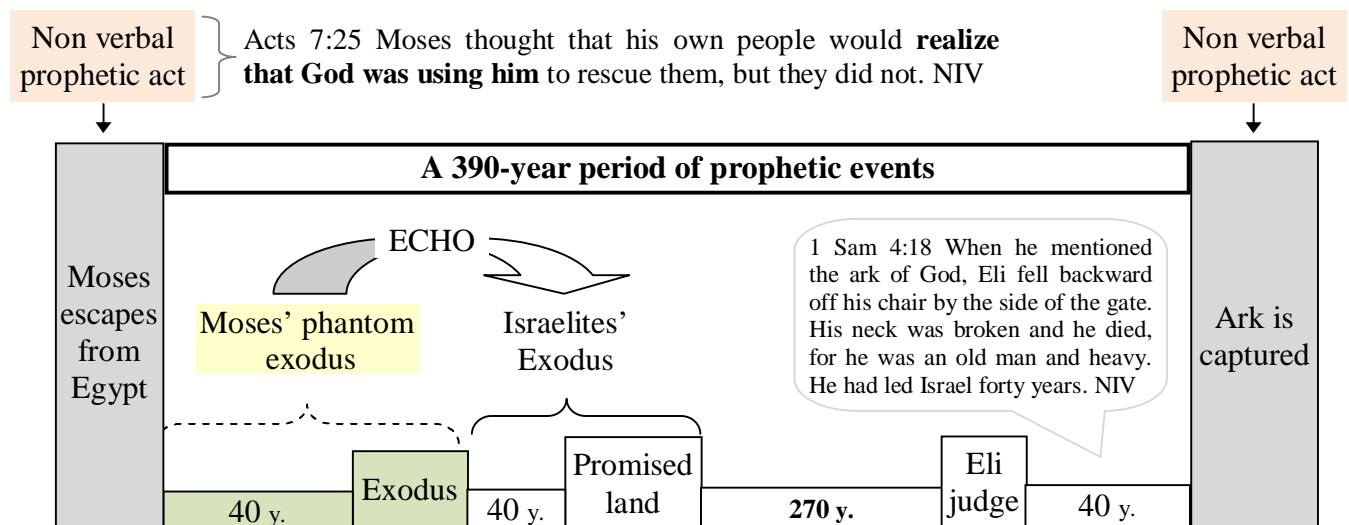 Non verbal
prophetic act
Acts 7:25 Moses thought that his own people would realize
that God was using him to rescue them, but they did not. NIV
Non verbal
prophetic act
A 390-year period of prophetic events
Moses
escapes
from
Egypt
ECHO
Moses’ phantom
exodus
Israelites’
Exodus
1 Sam 4:18 When he mentioned
the ark of God, Eli fell backward
off his chair by the side of the gate.
His neck was broken and he died,
for he was an old man and heavy.
He had led Israel forty years. NIV
Ark is
captured
40 y.
Exodus
40 y.
Promised
land
270 y.
Eli
judge
40 y.